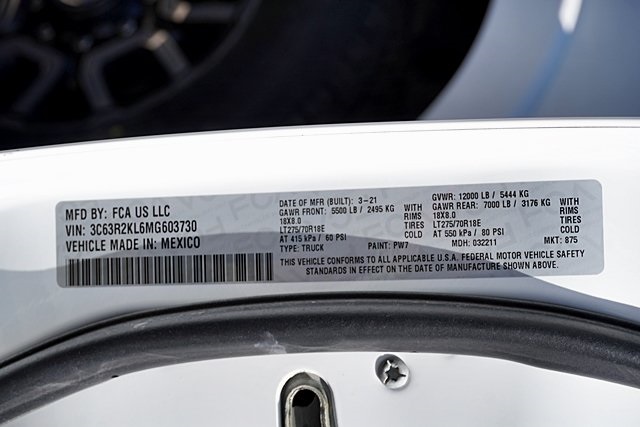 MFD BY: FCA US LLC
VIN: 3C63R2KL6MG603730
VEHICLE MADE IN: MEXICO
DATE OF MFR (BUILT): 3-21
GAWR FRONT: 5500 LB / 2495 KG WITH
18X8.0 RIMS
LT275/70R18E TIRES
AT 415 kPa / 60 PSI COLD
TYPE: TRUCK PAINT: PW7
GVWR: 12000 LB / 5444 KG
GAWR REAR: 7000 LB / 3176 KG WITH
18X8.0 RIMS
LT275/70R18E TIRES
AT 550 kPa / 80 PSI COLD
MDH: 032211 MKT: 875
THIS VEHICLE CONFORMS TO ALL APPLICABLE U.S.A. FEDERAL MOTOR VEHICLE SAFETY
STANDARDS IN EFFECT ON THE DATE OF MANUFACTURE SHOWN ABOVE.